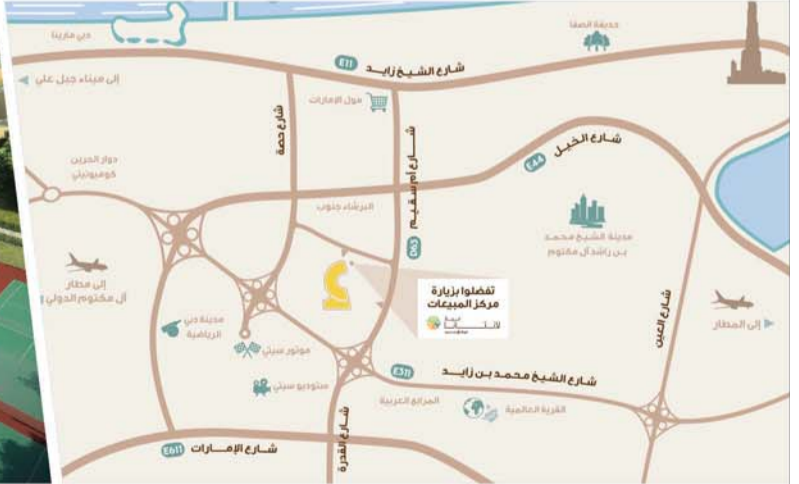 حديقة الصفا
دبي مارينا
E11
شارع الشيخ زايد
إلى ميناء جبل علي
مول الإمارات
شارع حصة
شارع أم سقيم
شارع الخيل
E44
دوار الجرين
كوميونيتي
البرشاء جنوب
D63
مدينة الشيخ محمد
بن راشد آل مكتوم
إلى مطار
آل مكتوم الدولي
تفضلوا بزيارة
مركز المبيعات
شارع العين
إلى المطار
مدينة دبي
الرياضية
موتور سيتي
ستوديو سيتي
E311
شارع الشيخ محمد بن زايد
المرابع العربية
القرية العالمية
شارع القدرة
شارع الإمارات
E611